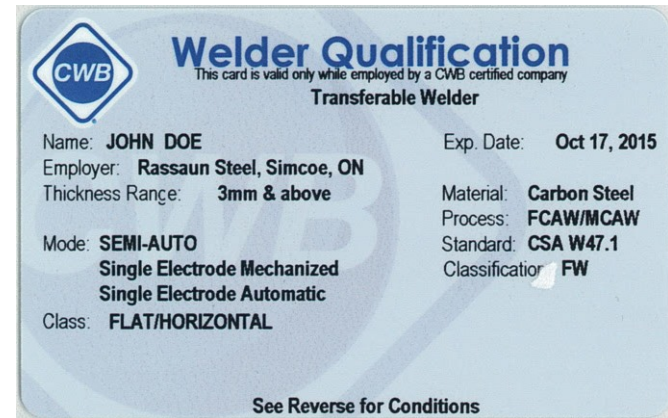 CWB
Welder Qualification
This card is valid only while employed by a CWB certified company
Transferable Welder
Name: JOHN DOE
Exp. Date: Oct 17, 2015
Employer: Rassaun Steel, Simcoe, ON
Thickness Range: 3mm & above
Material: Carbon Steel
Process: FCAW/MCAW
Mode: SEMI-AUTO
Standard: CSA W47.1
Single Electrode Mechanized
Classification FW
Single Electrode Automatic
Class: FLAT/HORIZONTAL
See Reverse for Conditions